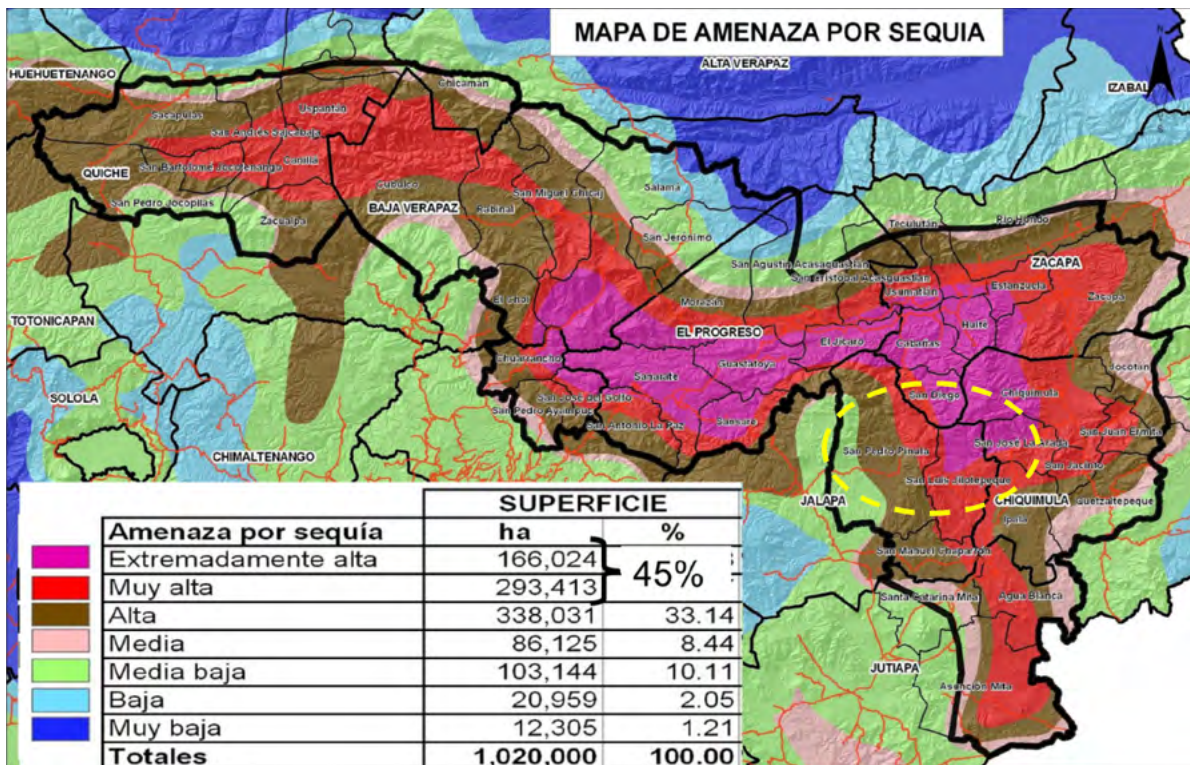 MAPA DE AMENAZA POR SEQUIA
N
ALTA VERAPAZ
HUEHUETENANGO
Chicamán
IZABAL
Uspantán
Sacapulas
San Andrés Sajcabajá
San Bartolomé Jocotenango
Canilla
QUICHE
Cubulco
San Miguel Chicaj
Salamá
San Pedro Jocopilas
BAJA VERAPAZ
Rabinal
Zacualpa
San Jerónimo
Teculután
Río Hondo
San Agustín Acasaguastlán
San Cristóbal Acasaguastlán
ZACAPA
Usumatlán
Estanzuela
Zacapa
El Chol
Morazán
TOTONICAPAN
EL PROGRESO
Huité
El Jícaro
Cabañas
Chuarrancho
Guastatoya
Sanarate
Jocotán
SOLOLA
San José del Golfo
San Diego
Chiquimula
San Pedro Ayampuc
San Antonio La Paz
Sansare
San Juan Ermita
San José La Arada
CHIMALTENANGO
San Pedro Pinula
San Jacinto
San Luis Jilotepeque
JALAPA
CHIQUIMULA
Quetzaltepeque
Ipala
San Manuel Chaparrón
Santa Catarina Mita
Agua Blanca
JUTIAPA
Asunción Mita
SUPERFICIE
Amenaza por sequía ha %
Extremadamente alta 166,024
45%
Muy alta 293,413
Alta 338,031 33.14
Media 86,125 8.44
Media baja 103,144 10.11
Baja 20,959 2.05
Muy baja 12,305 1.21
Totales 1,020,000 100.00